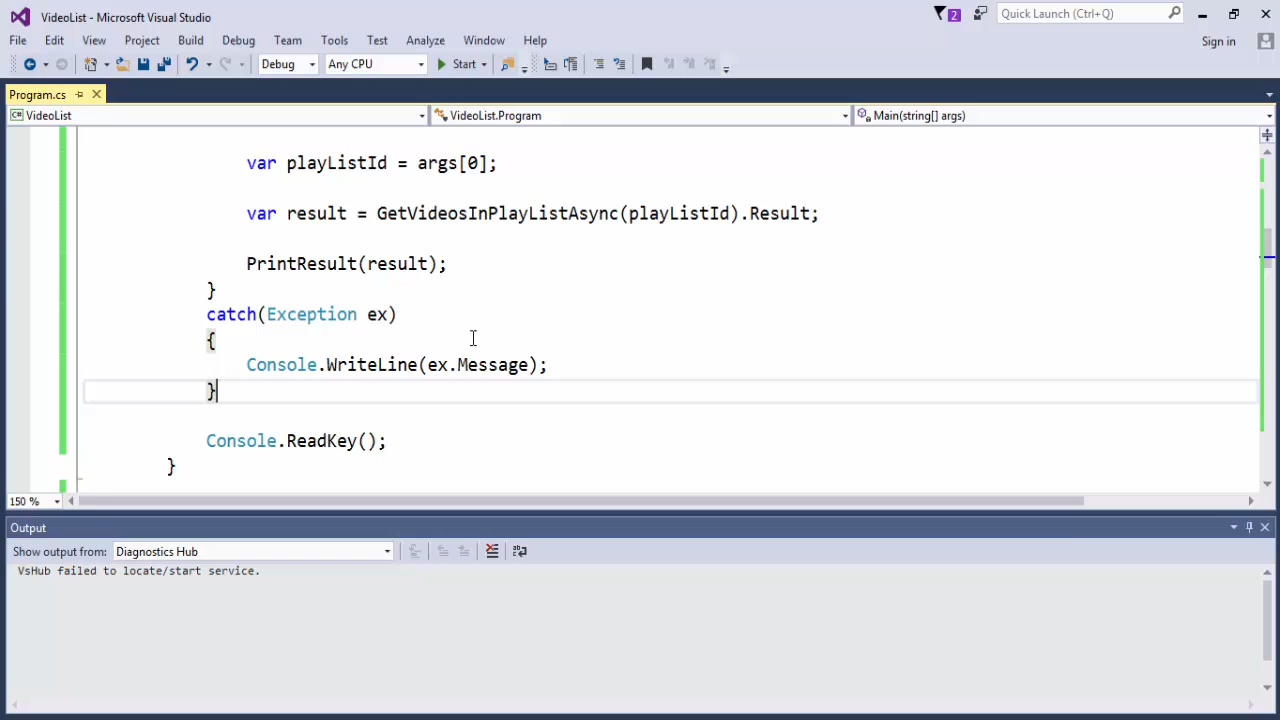 VideoList - Microsoft Visual Studio
2
Quick Launch (Ctrl+Q)
File Edit View Project Build Debug Team Tools Test Analyze Window Help
Sign in
Debug Any CPU Start
Program.cs
C# VideoList VideoList.Program Main(string[] args)
var playListId = args[0];
var result = GetVideosInPlayListAsync(playListId).Result;
PrintResult(result);
}
catch(Exception ex)
{
Console.WriteLine(ex.Message);
}
Console.ReadKey();
}
150 %
Output
Show output from: Diagnostics Hub
VsHub failed to locate/start service.